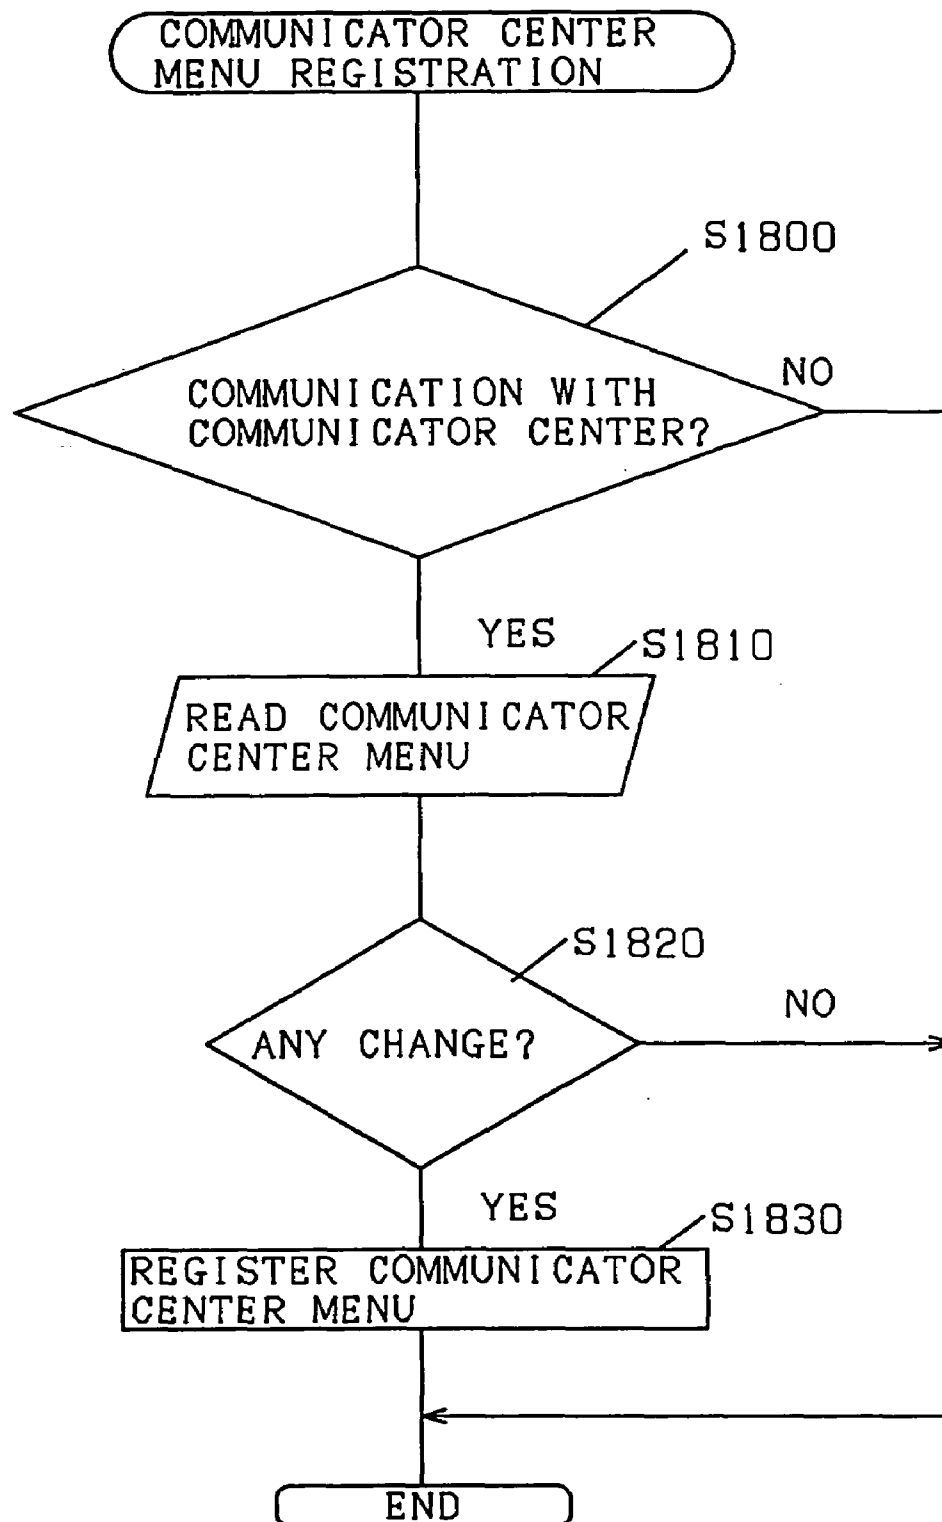 COMMUNICATOR CENTER
MENU REGISTRATION
S1800
NO
COMMUNICATION WITH
COMMUNICATOR CENTER?
YES
S1810
READ COMMUNICATOR
CENTER MENU
S1820
NO
ANY CHANGE?
YES
S1830
REGISTER COMMUNICATOR
CENTER MENU
END